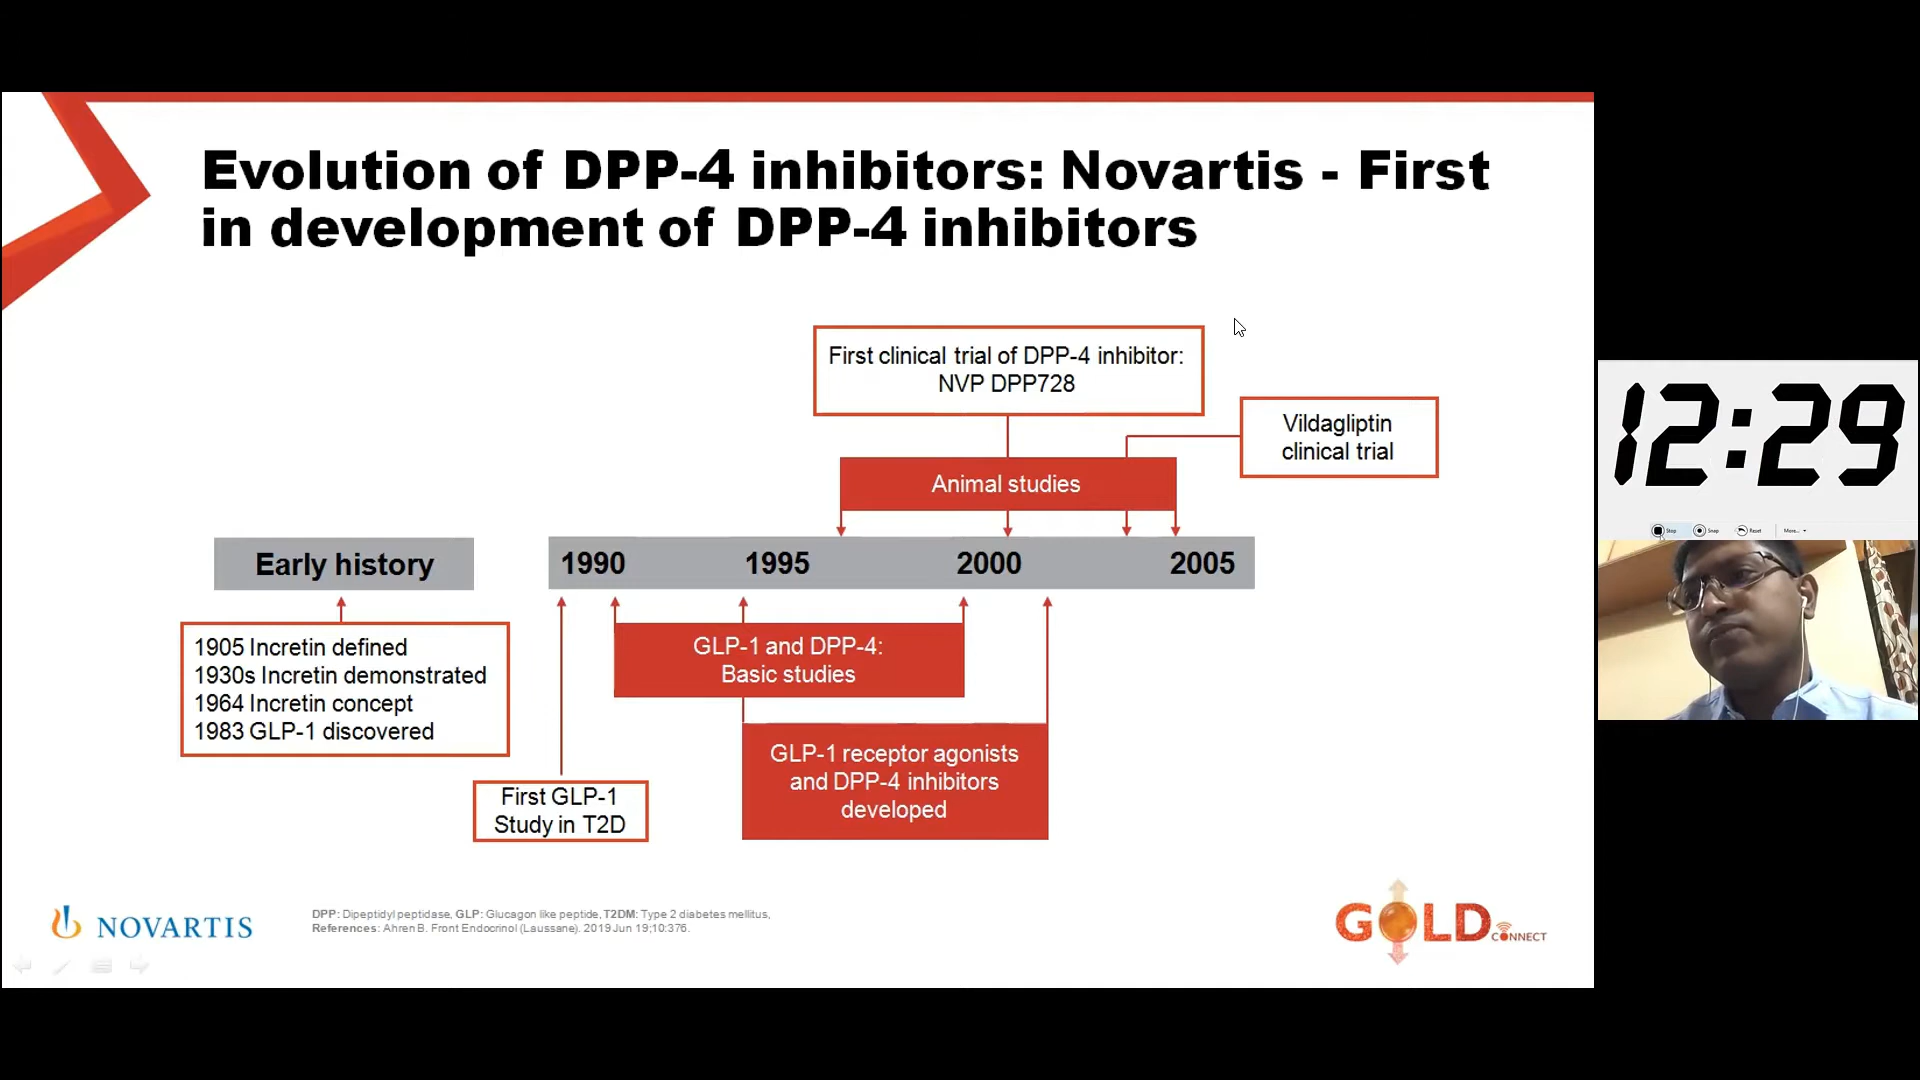 Evolution of DPP-4 inhibitors: Novartis - First
in development of DPP-4 inhibitors
First clinical trial of DPP-4 inhibitor:
NVP DPP728
Vildagliptin
clinical trial
Animal studies
Early history
1990 1995 2000 2005
1905 Incretin defined
1930s Incretin demonstrated
1964 Incretin concept
1983 GLP-1 discovered
GLP-1 and DPP-4:
Basic studies
GLP-1 receptor agonists
and DPP-4 inhibitors
developed
First GLP-1
Study in T2D
NOVARTIS
DPP: Dipeptidyl peptidase, GLP: Glucagon like peptide, T2DM: Type 2 diabetes mellitus,
References: Ahren B. Front Endocrinol (Laussane). 2019 Jun 19;10:376.
GOLD
CONNECT
12:29
Stop Snap Reset More...